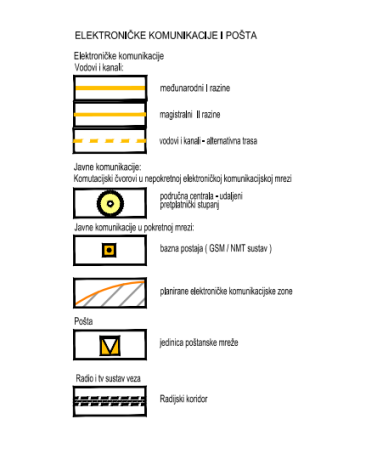 ELEKTRONIČKE KOMUNIKACIJE I POŠTA
Elektroničke komunikacije
Vodovi i kanali:
međunarodni I razine
magistralni II razine
vodovi i kanali - alternativna trasa
Javne komunikacije:
Komutacijski čvorovi u nepokretnoj elektroničkoj komunikacijskoj mreži
područna centrala - udaljeni
pretplatnički stupanj
Javne komunikacije u pokretnoj mreži:
bazna postaja ( GSM / NMT sustav )
planirane elektroničke komunikacijske zone
Pošta
jedinica poštanske mreže
Radio i tv sustav veza
Radijski koridor